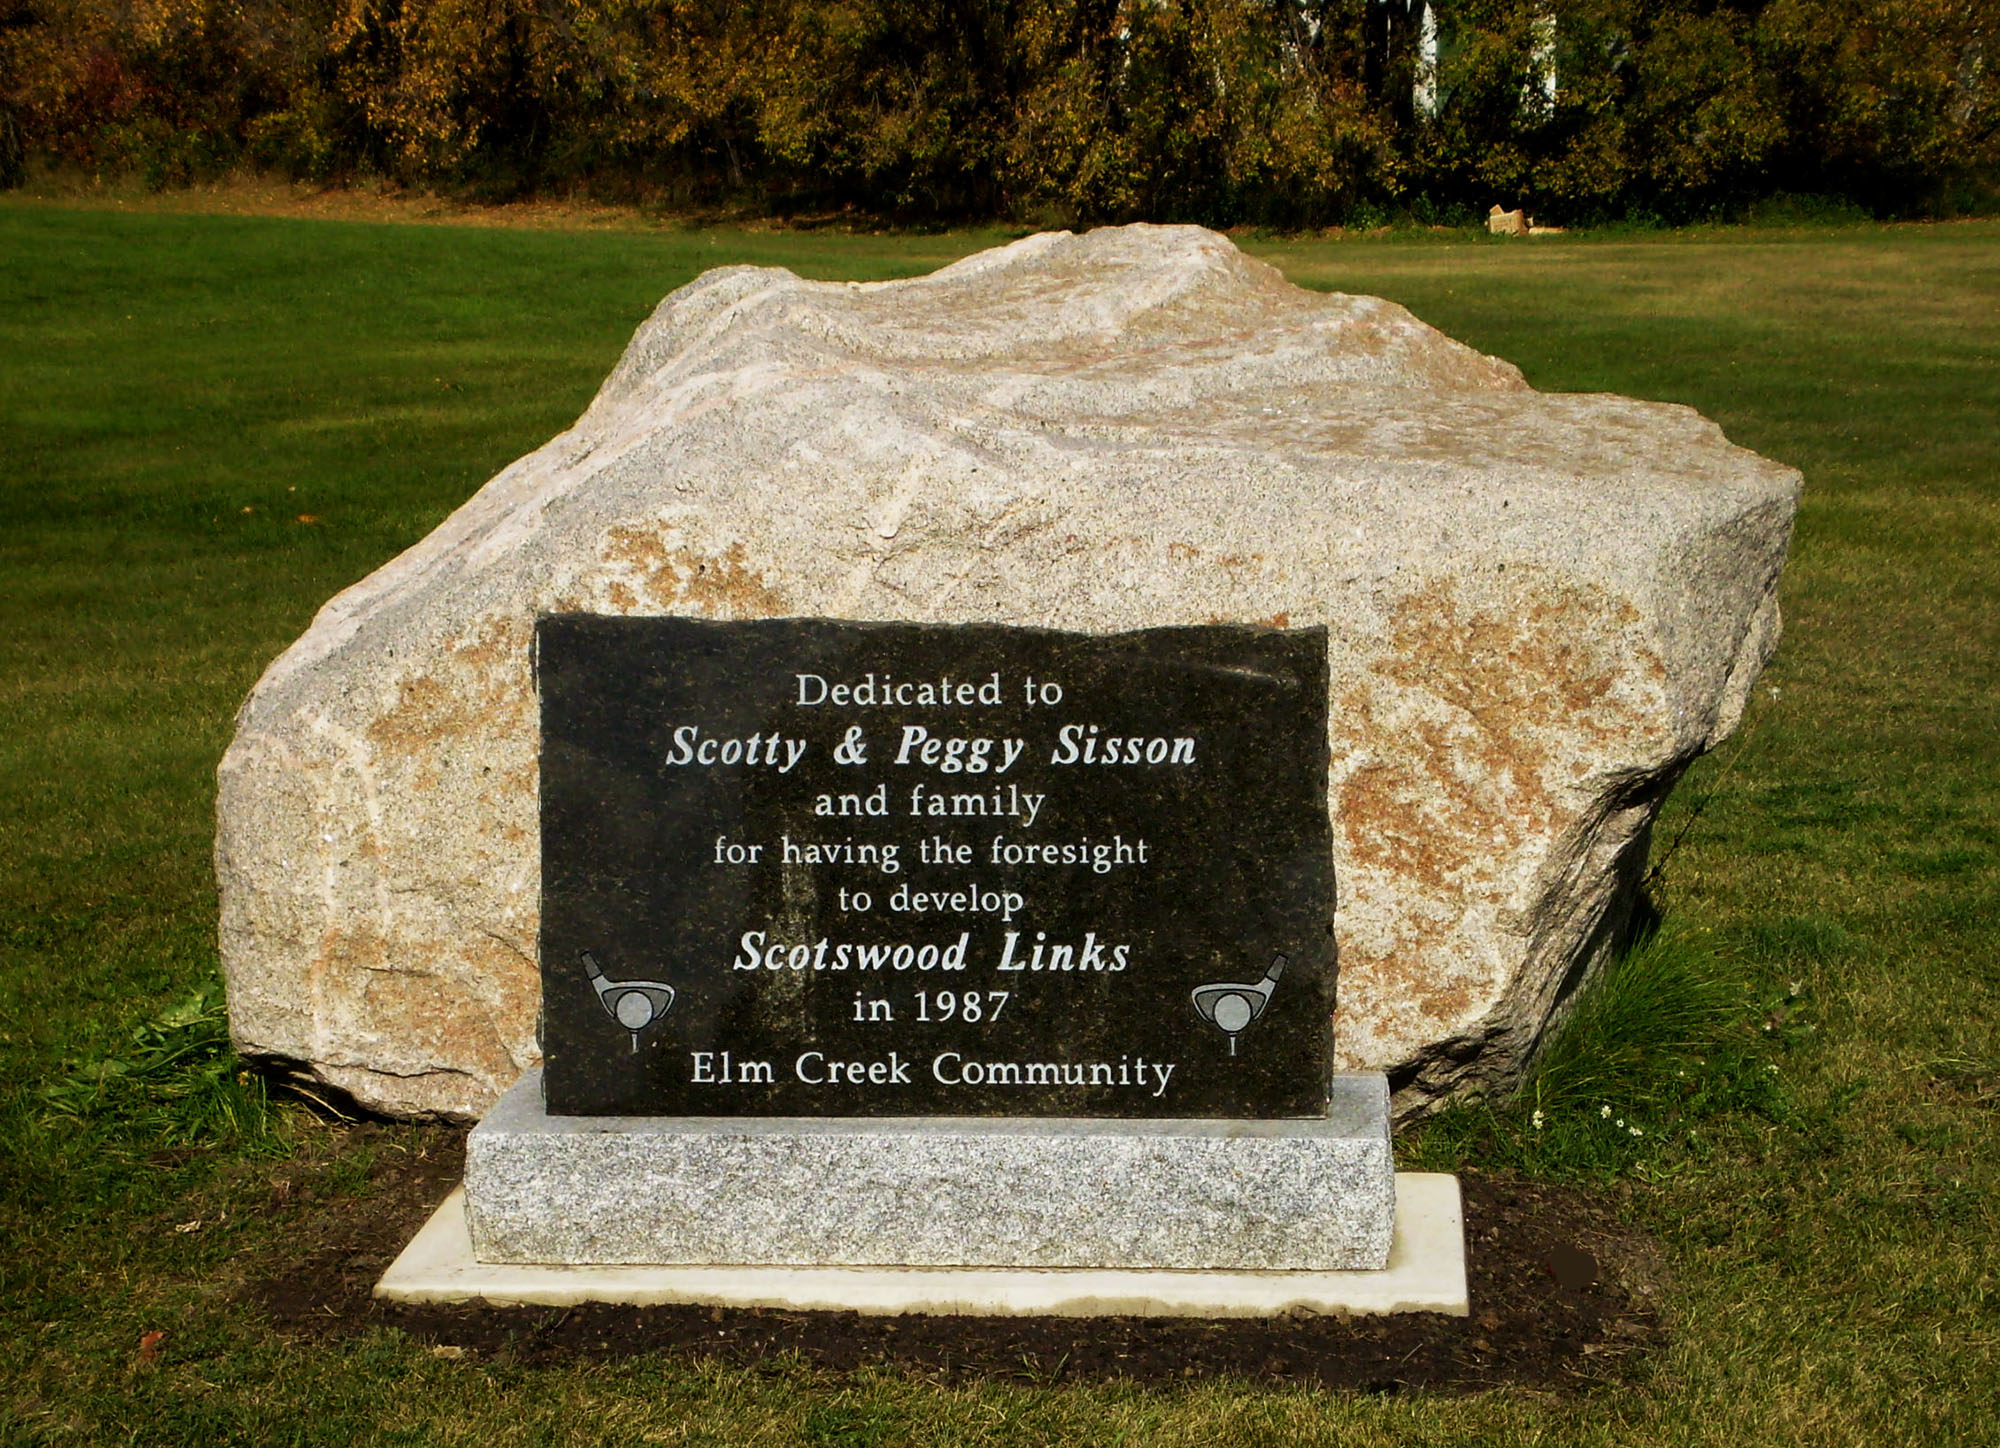 Dedicated to
Scotty & Peggy Sisson
and family
for having the foresight
to develop
Scotswood Links
in 1987
Elm Creek Community